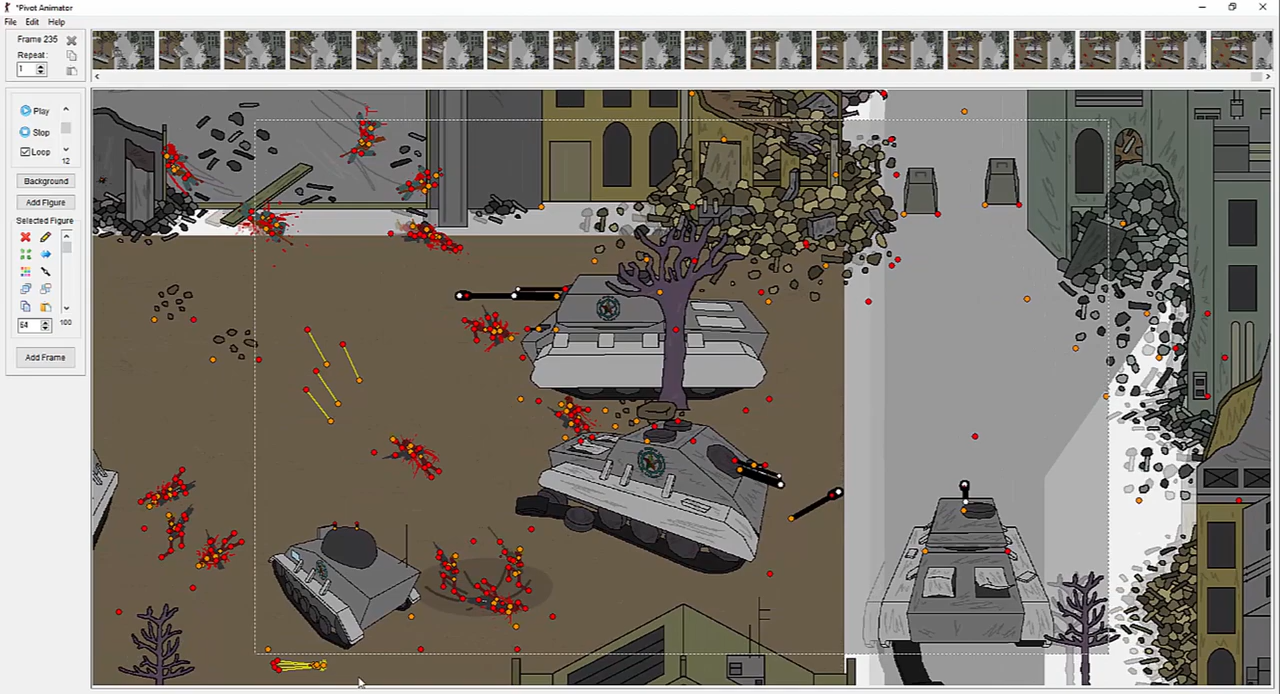 *Pivot Animator
File Edit Help
Frame 235
Repeat:
1
Play
Stop
Loop
12
Background
Add Figure
Selected Figure
64
100
Add Frame